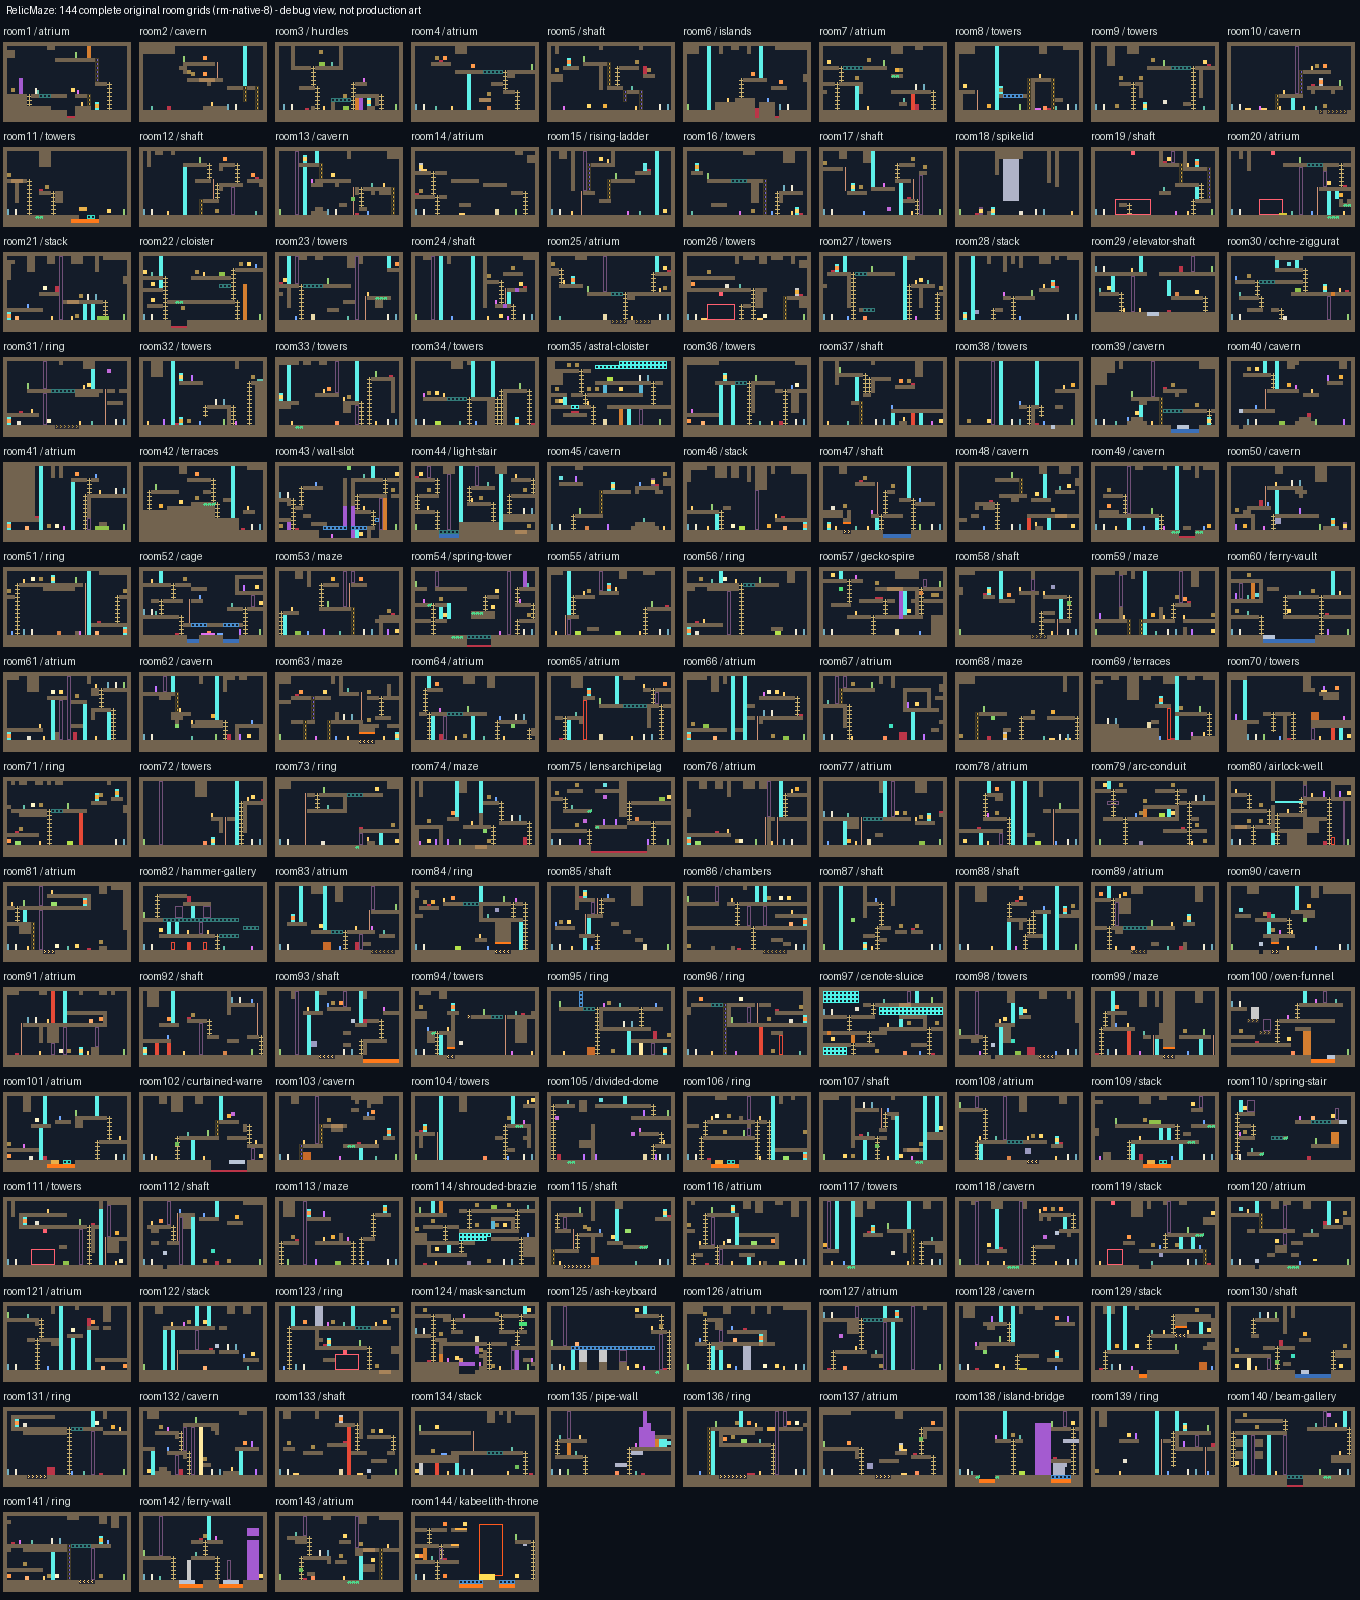 RelicMaze: 144 complete original room grids (rm-native-8) - debug view, not production art
room1 / atrium room2 / cavern room3 / hurdles room4 / atrium room5 / shaft room6 / islands room7 / atrium room8 / towers room9 / towers room10 / cavern
room11 / towers room12 / shaft room13 / cavern room14 / atrium room15 / rising-ladder room16 / towers room17 / shaft room18 / spikelid room19 / shaft room20 / atrium
room21 / stack room22 / cloister room23 / towers room24 / shaft room25 / atrium room26 / towers room27 / towers room28 / stack room29 / elevator-shaft room30 / ochre-ziggurat
room31 / ring room32 / towers room33 / towers room34 / towers room35 / astral-cloister room36 / towers room37 / shaft room38 / towers room39 / cavern room40 / cavern
room41 / atrium room42 / terraces room43 / wall-slot room44 / light-stair room45 / cavern room46 / stack room47 / shaft room48 / cavern room49 / cavern room50 / cavern
room51 / ring room52 / cage room53 / maze room54 / spring-tower room55 / atrium room56 / ring room57 / gecko-spire room58 / shaft room59 / maze room60 / ferry-vault
room61 / atrium room62 / cavern room63 / maze room64 / atrium room65 / atrium room66 / atrium room67 / atrium room68 / maze room69 / terraces room70 / towers
room71 / ring room72 / towers room73 / ring room74 / maze room75 / lens-archipelag room76 / atrium room77 / atrium room78 / atrium room79 / arc-conduit room80 / airlock-well
room81 / atrium room82 / hammer-gallery room83 / atrium room84 / ring room85 / shaft room86 / chambers room87 / shaft room88 / shaft room89 / atrium room90 / cavern
room91 / atrium room92 / shaft room93 / shaft room94 / towers room95 / ring room96 / ring room97 / cenote-sluice room98 / towers room99 / maze room100 / oven-funnel
room101 / atrium room102 / curtained-warre room103 / cavern room104 / towers room105 / divided-dome room106 / ring room107 / shaft room108 / atrium room109 / stack room110 / spring-stair
room111 / towers room112 / shaft room113 / maze room114 / shrouded-brazie room115 / shaft room116 / atrium room117 / towers room118 / cavern room119 / stack room120 / atrium
room121 / atrium room122 / stack room123 / ring room124 / mask-sanctum room125 / ash-keyboard room126 / atrium room127 / atrium room128 / cavern room129 / stack room130 / shaft
room131 / ring room132 / cavern room133 / shaft room134 / stack room135 / pipe-wall room136 / ring room137 / atrium room138 / island-bridge room139 / ring room140 / beam-gallery
room141 / ring room142 / ferry-wall room143 / atrium room144 / kabeelith-throne